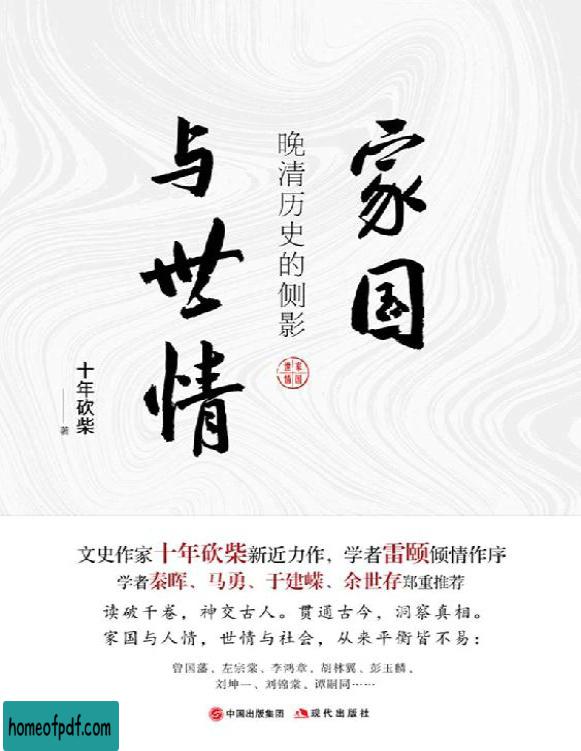 家国
晚清历史的侧影
家国世情
与世情
十年砍柴
著
文史作家十年砍柴新近力作，学者雷颐倾情作序
学者秦晖、马勇、于建嵘、余世存郑重推荐
读破千卷，神交古人。贯通古今，洞察真相。
家国与人情，世情与社会，从来平衡皆不易：
曾国藩、左宗棠、李鸿章、胡林翼、彭玉麟、
刘坤一、刘锦棠、谭嗣同……
中国出版集团 现代出版社
homeofpdf.com